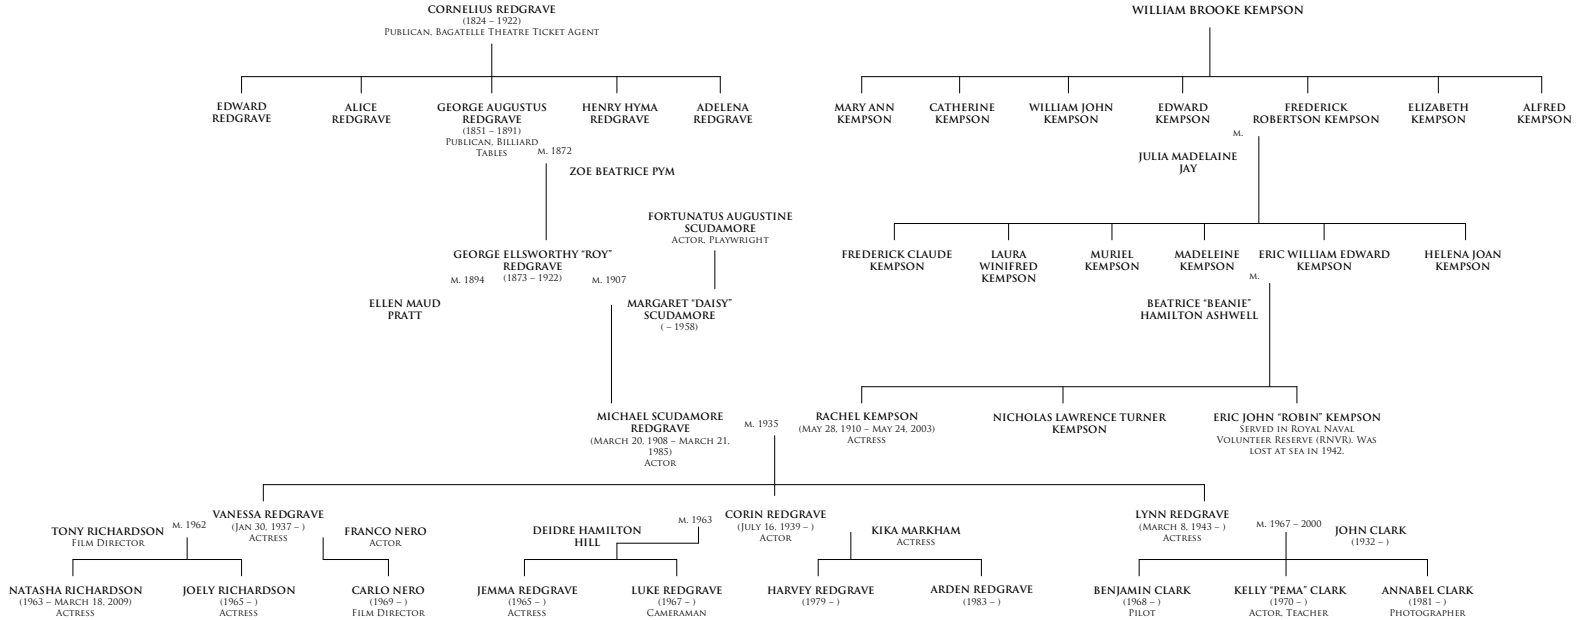 CORNELIUS REDGRAVE
(1824 – 1922)
PUBLICAN, BAGATELLE THEATRE TICKET AGENT
WILLIAM BROOKE KEMPSON
EDWARD
REDGRAVE
ALICE
REDGRAVE
GEORGE AUGUSTUS
REDGRAVE
(1851 – 1891)
PUBLICAN, BILLIARD
TABLES
HENRY HYMA
REDGRAVE
ADELENA
REDGRAVE
MARY ANN
KEMPSON
CATHERINE
KEMPSON
WILLIAM JOHN
KEMPSON
EDWARD
KEMPSON
FREDERICK
ROBERTSON KEMPSON
ELIZABETH
KEMPSON
ALFRED
KEMPSON
M. 1872
ZOE BEATRICE PYM
M.
JULIA MADELAINE
JAY
FORTUNATUS AUGUSTINE
SCUDAMORE
ACTOR, PLAYWRIGHT
GEORGE ELLSWORTHY “ROY”
REDGRAVE
(1873 – 1922)
M. 1894
M. 1907
ELLEN MAUD
PRATT
MARGARET “DAISY”
SCUDAMORE
( – 1958)
FREDERICK CLAUDE
KEMPSON
LAURA
WINIFRED
KEMPSON
MURIEL
KEMPSON
MADELEINE
KEMPSON
ERIC WILLIAM EDWARD
KEMPSON
HELENA JOAN
KEMPSON
M.
BEATRICE “BEANIE”
HAMILTON ASHWELL
MICHAEL SCUDAMORE
REDGRAVE
(MARCH 20, 1908 – MARCH 21,
1985)
ACTOR
M. 1935
RACHEL KEMPSON
(MAY 28, 1910 – MAY 24, 2003)
ACTRESS
NICHOLAS LAWRENCE TURNER
KEMPSON
ERIC JOHN “ROBIN” KEMPSON
SERVED IN ROYAL NAVAL
VOLUNTEER RESERVE (RNVR). WAS
LOST AT SEA IN 1942.
TONY RICHARDSON
FILM DIRECTOR
M. 1962
VANESSA REDGRAVE
(JAN 30, 1937 – )
ACTRESS
FRANCO NERO
ACTOR
DEIDRE HAMILTON
HILL
M. 1963
CORIN REDGRAVE
(JULY 16, 1939 – )
ACTOR
KIKA MARKHAM
ACTRESS
LYNN REDGRAVE
(MARCH 8, 1943 – )
ACTRESS
M. 1967 – 2000
JOHN CLARK
(1932 – )
NATASHA RICHARDSON
(1963 – MARCH 18, 2009)
ACTRESS
JOELY RICHARDSON
(1965 – )
ACTRESS
CARLO NERO
(1969 – )
FILM DIRECTOR
JEMMA REDGRAVE
(1965 – )
ACTRESS
LUKE REDGRAVE
(1967 – )
CAMERAMAN
HARVEY REDGRAVE
(1979 – )
ARDEN REDGRAVE
(1983 – )
BENJAMIN CLARK
(1968 – )
PILOT
KELLY “PEMA” CLARK
(1970 – )
ACTOR, TEACHER
ANNABEL CLARK
(1981 – )
PHOTOGRAPHER